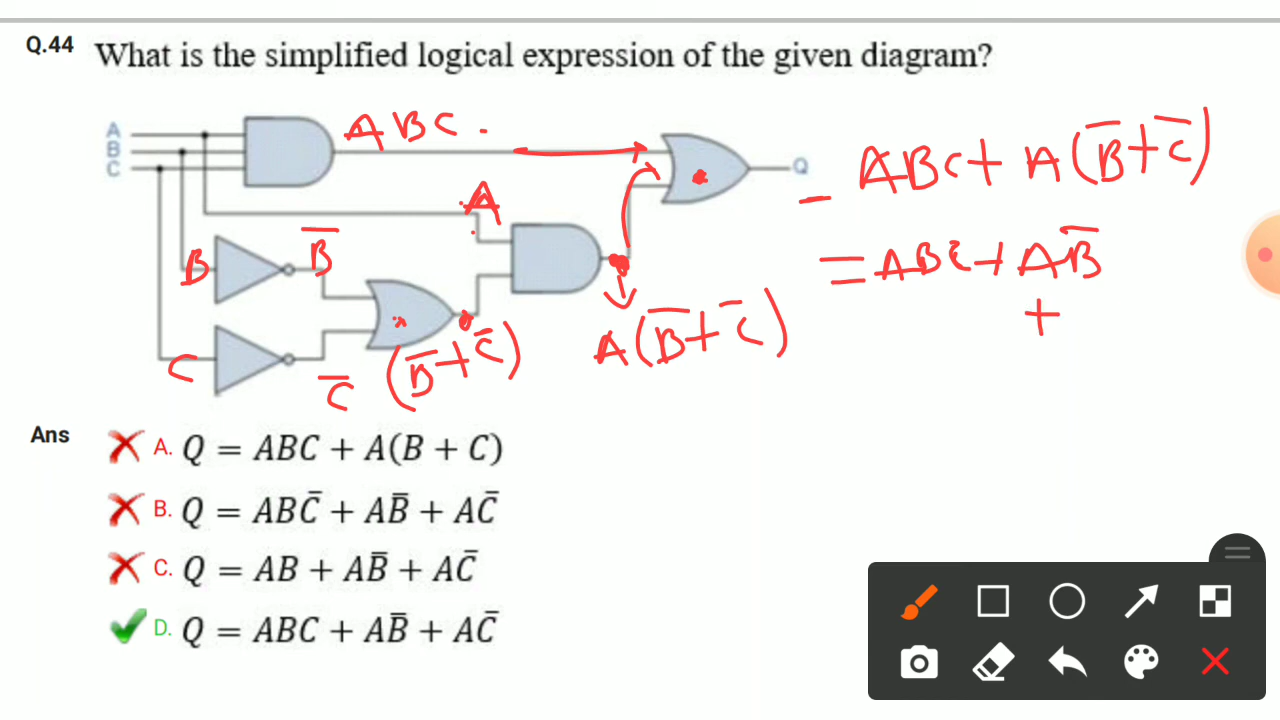 Q.44 What is the simplified logical expression of the given diagram?
A
B
C
ABC.
Q
A
B
B̅
C
C̅
(B̅+C̅)
A(B̅+C̅)
- ABC+ A(B̅+C̅)
= ABC+ AB̅
+
Ans
A. Q = ABC + A(B + C)
B. Q = ABC̅ + AB̅ + AC̅
C. Q = AB + AB̅ + AC̅
D. Q = ABC + AB̅ + AC̅